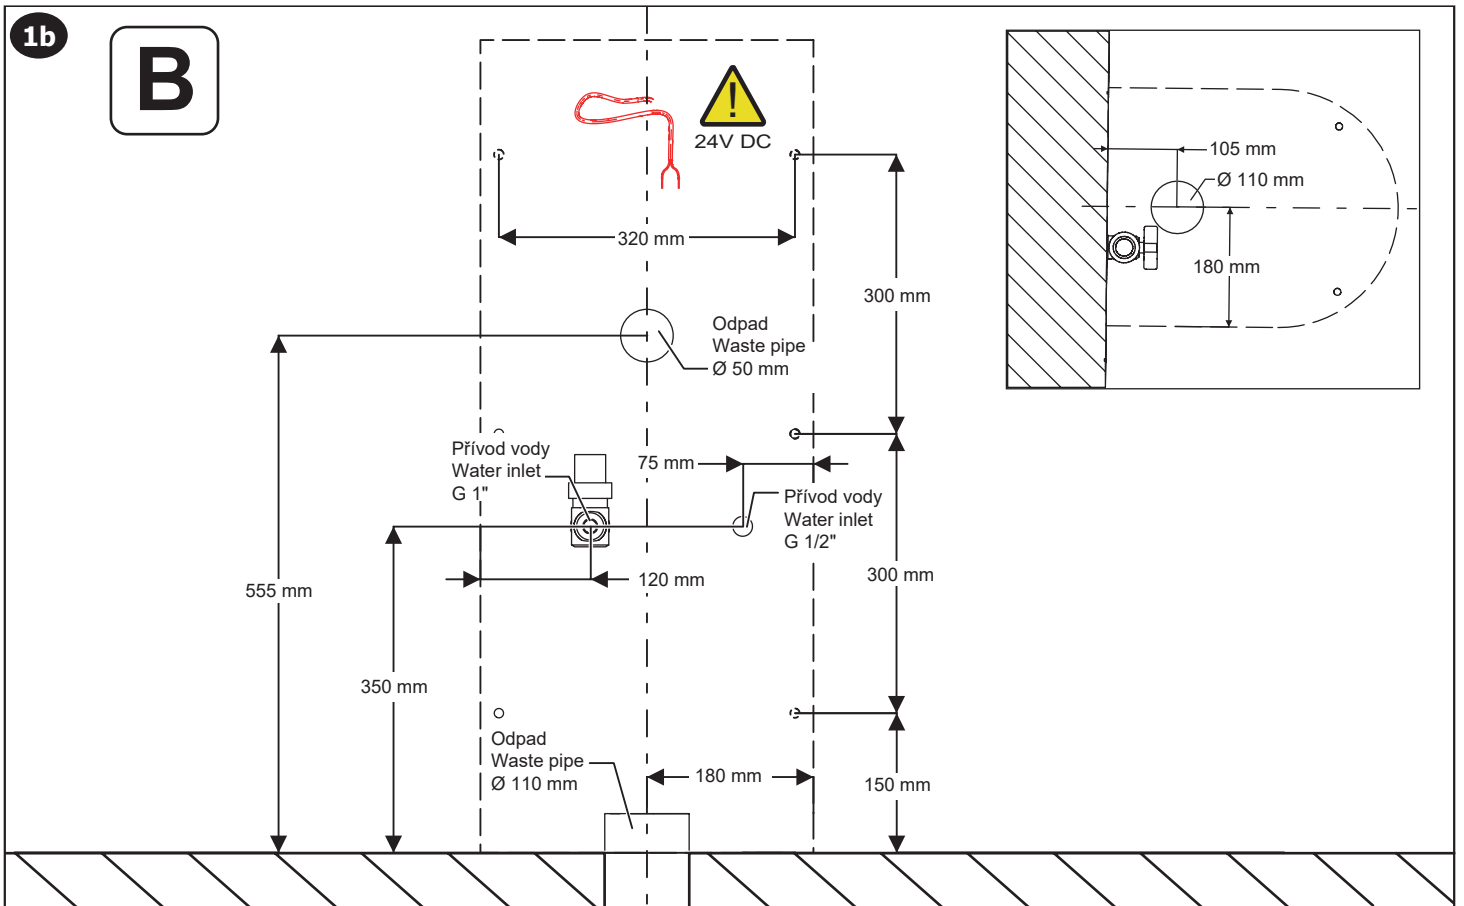 1b
B
24V DC
320 mm
300 mm
Odpad
Waste pipe
Ø 50 mm
Přívod vody
Water inlet
G 1"
75 mm
Přívod vody
Water inlet
G 1/2"
120 mm
300 mm
555 mm
350 mm
Odpad
Waste pipe
Ø 110 mm
180 mm
150 mm
105 mm
Ø 110 mm
180 mm